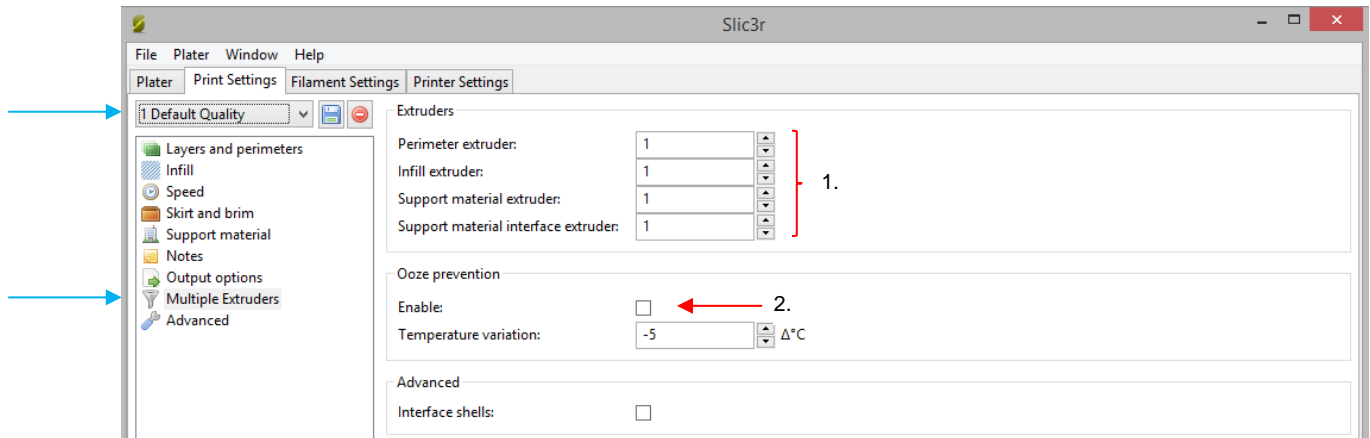 Slic3r
File Plater Window Help
Plater Print Settings Filament Settings Printer Settings
1 Default Quality
Layers and perimeters
Infill
Speed
Skirt and brim
Support material
Notes
Output options
Multiple Extruders
Advanced
Extruders
Perimeter extruder: 1
Infill extruder: 1
Support material extruder: 1
Support material interface extruder: 1
1.
Ooze prevention
Enable:
2.
Temperature variation: -5 Δ°C
Advanced
Interface shells: